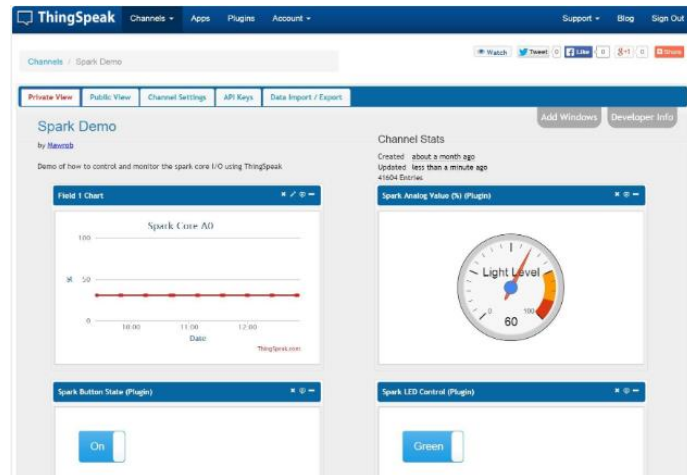 ThingSpeak Channels Apps Plugins Account Support Blog Sign Out
Channels / Spark Demo
Watch Tweet 0 Like 0 g+1 0 Share
Private View Public View Channel Settings API Keys Data Import / Export
Add Windows Developer Info
Spark Demo
by Mawrob
Demo of how to control and monitor the spark core I/O using ThingSpeak
Channel Stats
Created about a month ago
Updated less than a minute ago
41604 Entries
Field 1 Chart
Spark Core A0
100
50
0
%
10:00 11:00 12:00
Date
ThingSpeak.com
Spark Analog Value (%) (Plugin)
Light Level
0 100
60
Spark Button State (Plugin)
On
Spark LED Control (Plugin)
Green